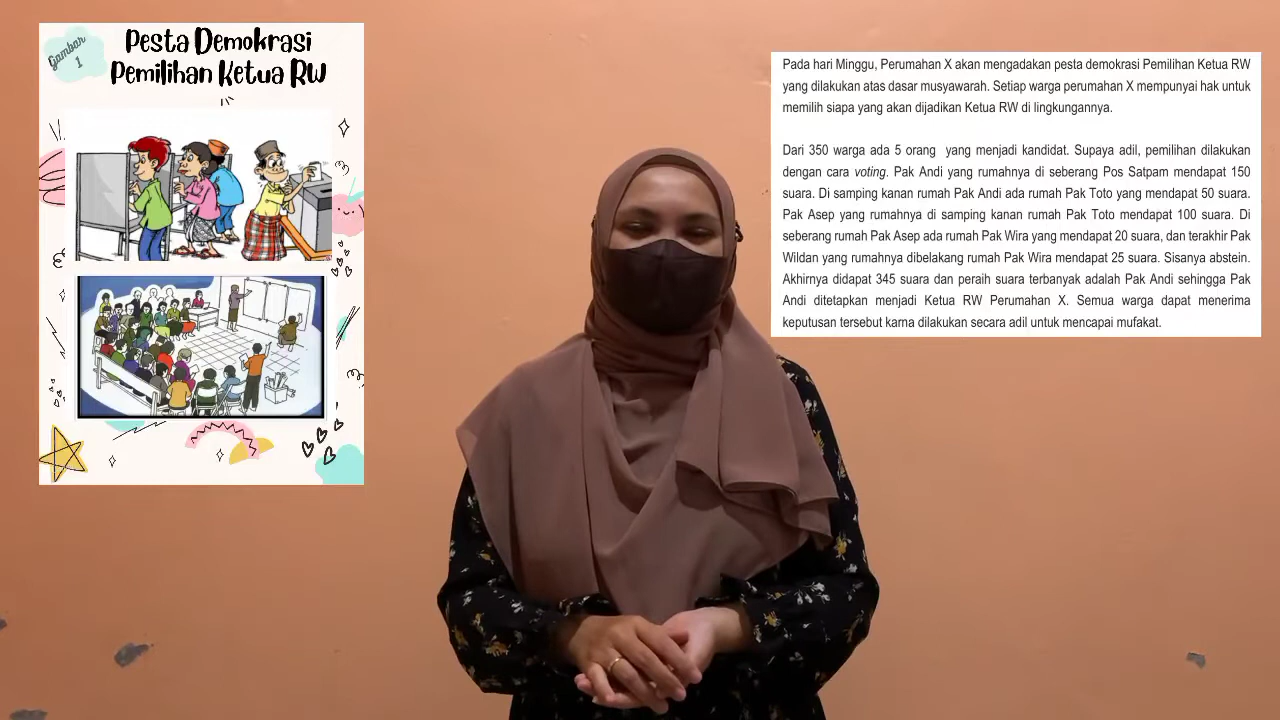 Gambar
1
Pesta Demokrasi
Pemilihan Ketua RW
Pada hari Minggu, Perumahan X akan mengadakan pesta demokrasi Pemilihan Ketua RW
yang dilakukan atas dasar musyawarah. Setiap warga perumahan X mempunyai hak untuk
memilih siapa yang akan dijadikan Ketua RW di lingkungannya.
Dari 350 warga ada 5 orang yang menjadi kandidat. Supaya adil, pemilihan dilakukan
dengan cara voting. Pak Andi yang rumahnya di seberang Pos Satpam mendapat 150
suara. Di samping kanan rumah Pak Andi ada rumah Pak Toto yang mendapat 50 suara.
Pak Asep yang rumahnya di samping kanan rumah Pak Toto mendapat 100 suara. Di
seberang rumah Pak Asep ada rumah Pak Wira yang mendapat 20 suara, dan terakhir Pak
Wildan yang rumahnya dibelakang rumah Pak Wira mendapat 25 suara. Sisanya abstein.
Akhirnya didapat 345 suara dan peraih suara terbanyak adalah Pak Andi sehingga Pak
Andi ditetapkan menjadi Ketua RW Perumahan X. Semua warga dapat menerima
keputusan tersebut karna dilakukan secara adil untuk mencapai mufakat.